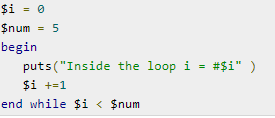 $i = 0
$num = 5
begin
   puts("Inside the loop i = #$i" )
   $i +=1
end while $i < $num